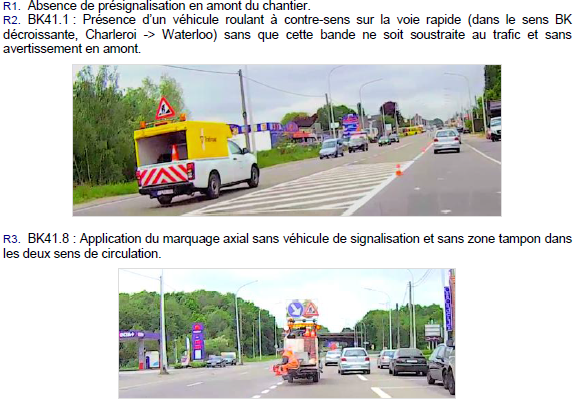 R1. Absence de présignalisation en amont du chantier.
R2. BK41.1 : Présence d’un véhicule roulant à contre-sens sur la voie rapide (dans le sens BK
décroissante, Charleroi -> Waterloo) sans que cette bande ne soit soustraite au trafic et sans
avertissement en amont.
R3. BK41.8 : Application du marquage axial sans véhicule de signalisation et sans zone tampon dans
les deux sens de circulation.